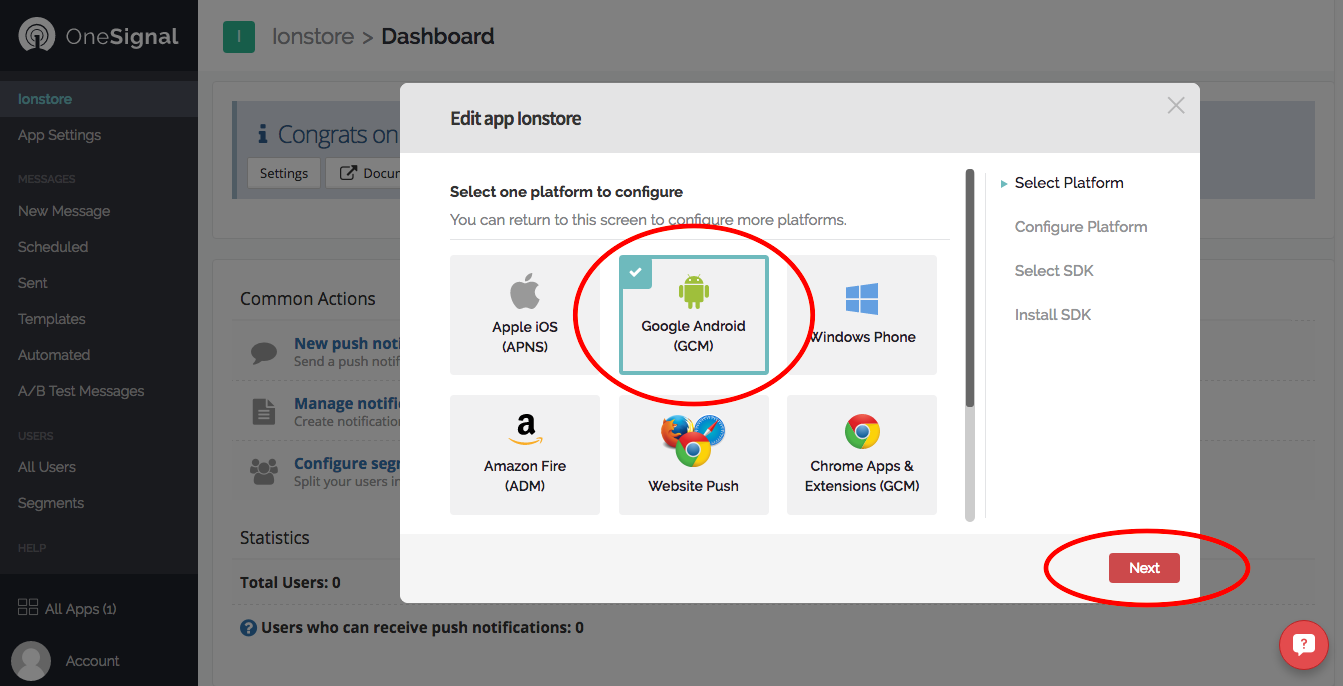 OneSignal
I
Ionstore > Dashboard
Ionstore
App Settings
MESSAGES
New Message
Scheduled
Sent
Templates
Automated
A/B Test Messages
USERS
All Users
Segments
HELP
All Apps (1)
Account
Congrats on
Settings
Docu
Common Actions
New push noti
Send a push notif
Manage notific
Create notification
Configure segm
Split your users in
Statistics
Total Users: 0
Users who can receive push notifications: 0
Edit app Ionstore
Select one platform to configure
You can return to this screen to configure more platforms.
Apple iOS
(APNS)
Google Android
(GCM)
Windows Phone
Amazon Fire
(ADM)
Website Push
Chrome Apps &
Extensions (GCM)
Select Platform
Configure Platform
Select SDK
Install SDK
Next